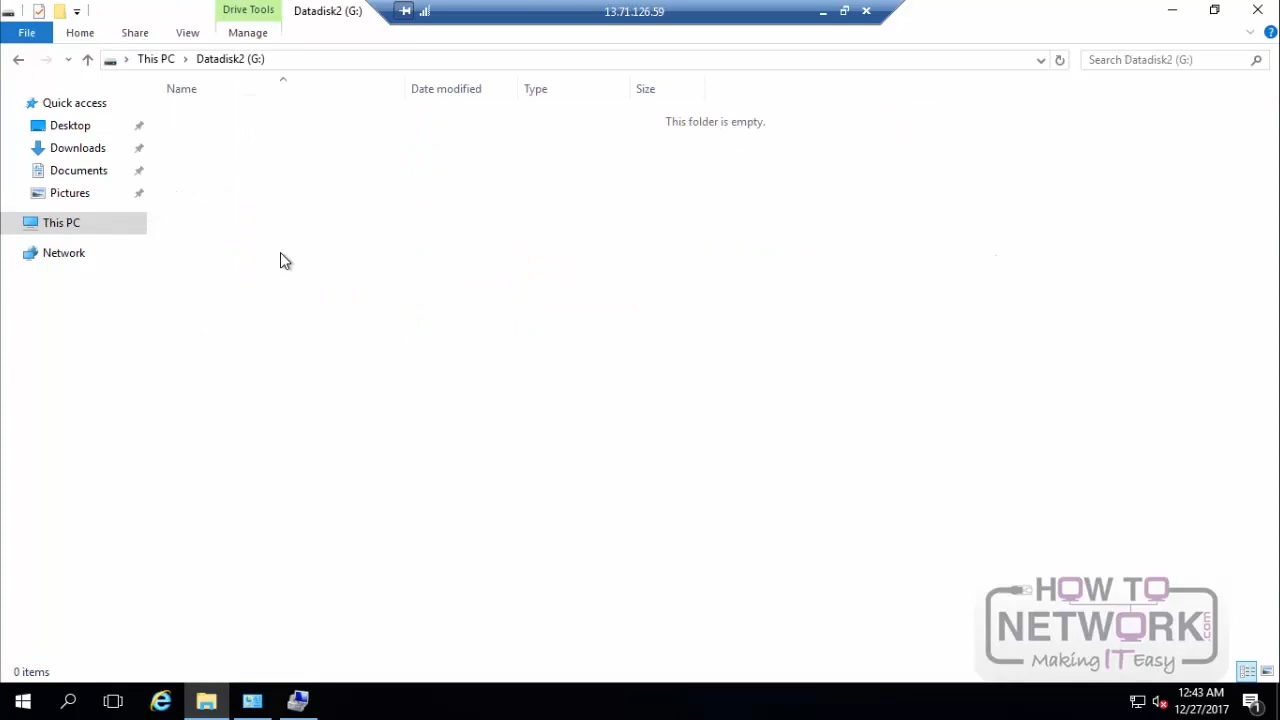 Drive Tools
Datadisk2 (G:)
13.71.126.59
File
Home
Share
View
Manage
This PC
Datadisk2 (G:)
Search Datadisk2 (G:)
Name
Date modified
Type
Size
This folder is empty.
Quick access
Desktop
Downloads
Documents
Pictures
This PC
Network
HOW TO
NETWORK.com
Making IT Easy
0 items
12:43 AM
12/27/2017
1